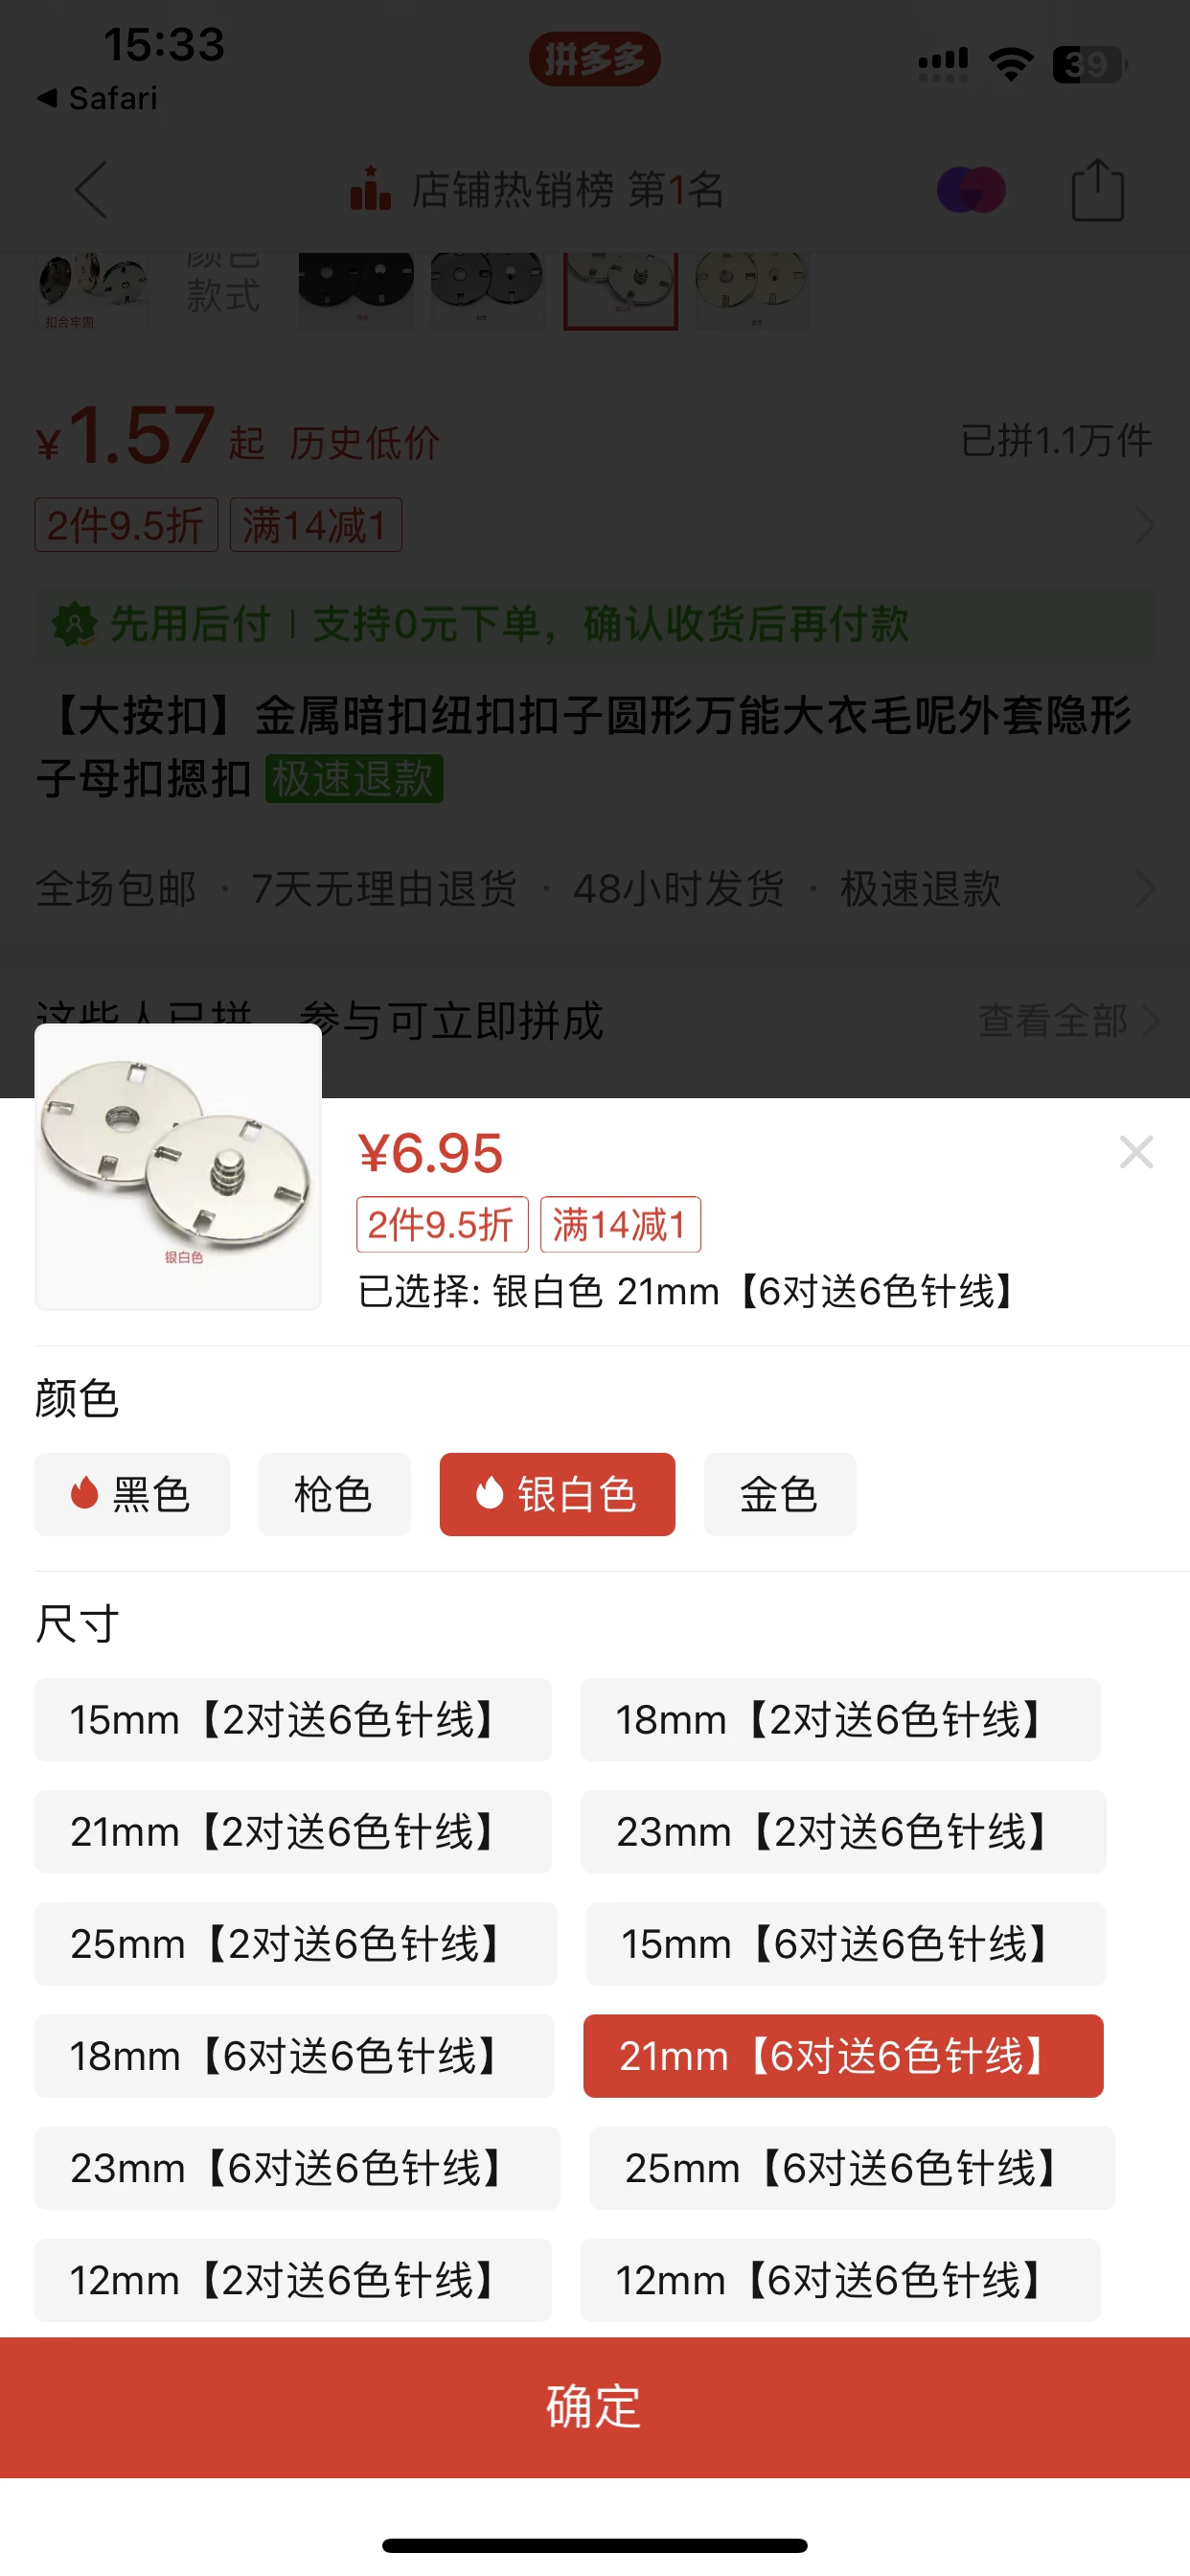 15:33
拼多多
39
Safari
店铺热销榜 第1名
颜色
款式
扣合牢固
¥1.57起 历史低价
已拼1.1万件
2件9.5折 满14减1
先用后付 | 支持0元下单，确认收货后再付款
【大按扣】金属暗扣纽扣扣子圆形万能大衣毛呢外套隐形
子母扣摁扣 极速退款
全场包邮 · 7天无理由退货 · 48小时发货 · 极速退款
这些人已拼，参与可立即拼成
查看全部
银白色
¥6.95
2件9.5折 满14减1
已选择: 银白色 21mm【6对送6色针线】
颜色
黑色 枪色 银白色 金色
尺寸
15mm【2对送6色针线】 18mm【2对送6色针线】
21mm【2对送6色针线】 23mm【2对送6色针线】
25mm【2对送6色针线】 15mm【6对送6色针线】
18mm【6对送6色针线】 21mm【6对送6色针线】
23mm【6对送6色针线】 25mm【6对送6色针线】
12mm【2对送6色针线】 12mm【6对送6色针线】
确定